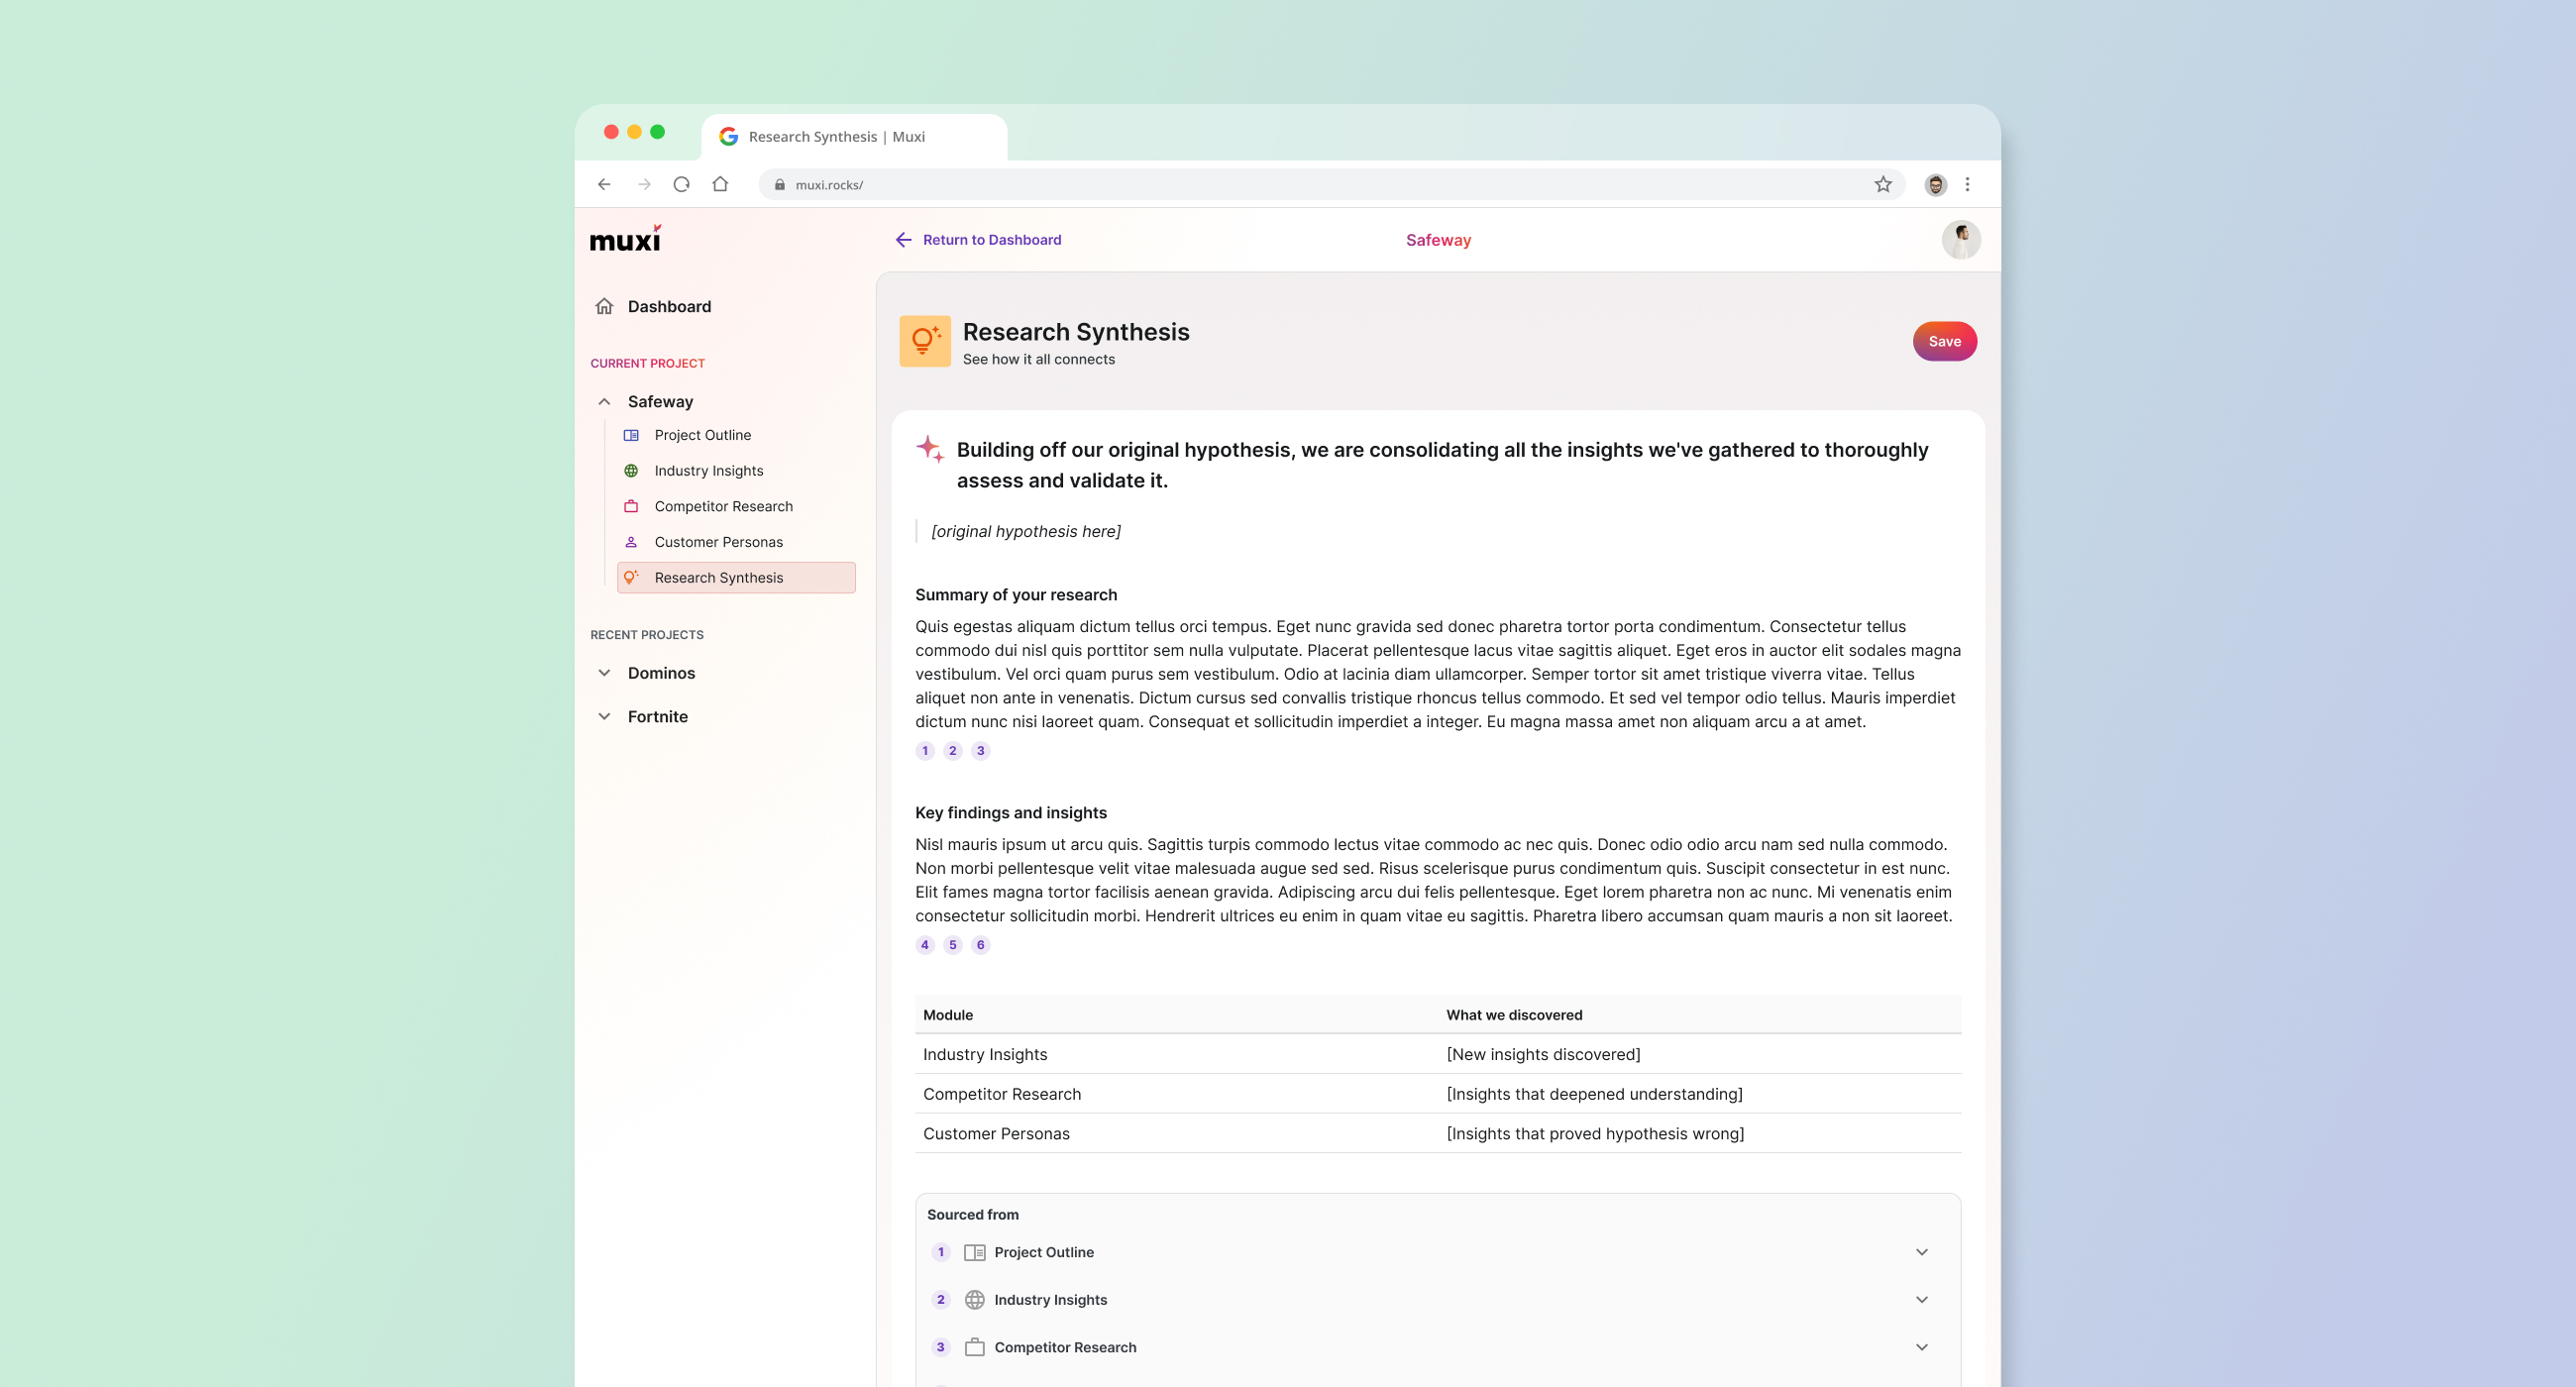 Research Synthesis | Muxi
muxi.rocks/
muxi
Return to Dashboard
Safeway
Dashboard
CURRENT PROJECT
Safeway
Project Outline
Industry Insights
Competitor Research
Customer Personas
Research Synthesis
RECENT PROJECTS
Dominos
Fortnite
Research Synthesis
See how it all connects
Save
Building off our original hypothesis, we are consolidating all the insights we've gathered to thoroughly
assess and validate it.
[original hypothesis here]
Summary of your research
Quis egestas aliquam dictum tellus orci tempus. Eget nunc gravida sed donec pharetra tortor porta condimentum. Consectetur tellus
commodo dui nisl quis porttitor sem nulla vulputate. Placerat pellentesque lacus vitae sagittis aliquet. Eget eros in auctor elit sodales magna
vestibulum. Vel orci quam purus sem vestibulum. Odio at lacinia diam ullamcorper. Semper tortor sit amet tristique viverra vitae. Tellus
aliquet non ante in venenatis. Dictum cursus sed convallis tristique rhoncus tellus commodo. Et sed vel tempor odio tellus. Mauris imperdiet
dictum nunc nisi laoreet quam. Consequat et sollicitudin imperdiet a integer. Eu magna massa amet non aliquam arcu a at amet.
1 2 3
Key findings and insights
Nisl mauris ipsum ut arcu quis. Sagittis turpis commodo lectus vitae commodo ac nec quis. Donec odio odio arcu nam sed nulla commodo.
Non morbi pellentesque velit vitae malesuada augue sed sed. Risus scelerisque purus condimentum quis. Suscipit consectetur in est nunc.
Elit fames magna tortor facilisis aenean gravida. Adipiscing arcu dui felis pellentesque. Eget lorem pharetra non ac nunc. Mi venenatis enim
consectetur sollicitudin morbi. Hendrerit ultrices eu enim in quam vitae eu sagittis. Pharetra libero accumsan quam mauris a non sit laoreet.
4 5 6
Module What we discovered
Industry Insights [New insights discovered]
Competitor Research [Insights that deepened understanding]
Customer Personas [Insights that proved hypothesis wrong]
Sourced from
1 Project Outline
2 Industry Insights
3 Competitor Research